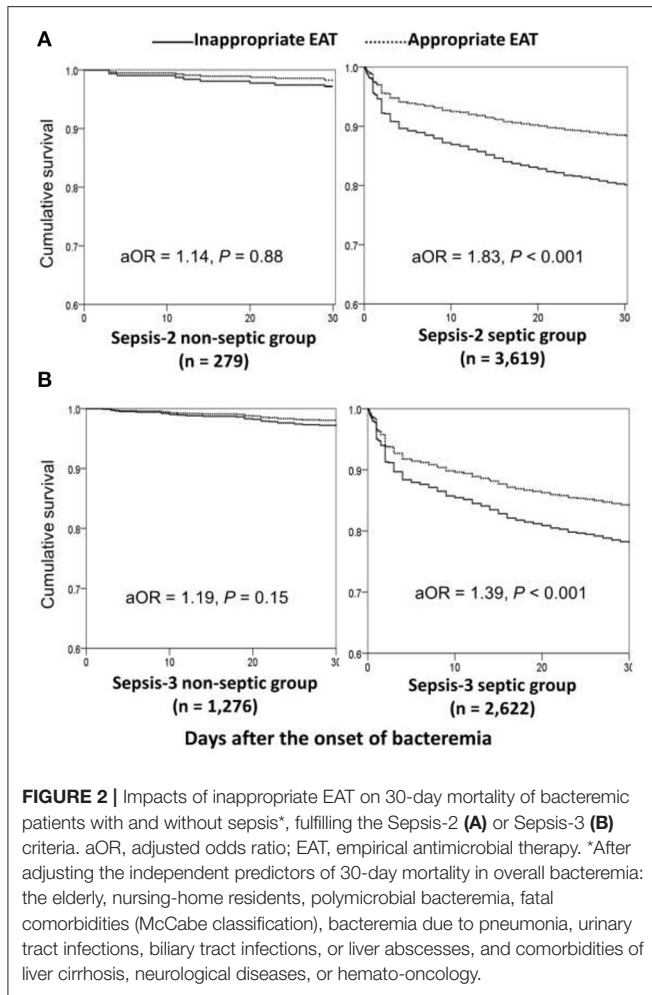 A
Inappropriate EAT Appropriate EAT
Cumulative survival
1.0
0.9
0.8
0.7
0.6
0 10 20 30
aOR = 1.14, P = 0.88
Sepsis-2 non-septic group
(n = 279)
1.0
0.9
0.8
0.7
0.6
0 10 20 30
aOR = 1.83, P < 0.001
Sepsis-2 septic group
(n = 3,619)
B
Cumulative survival
1.0
0.9
0.8
0.7
0.6
0 10 20
aOR = 1.19, P = 0.15
Sepsis-3 non-septic group
(n = 1,276)
1.0
0.9
0.8
0.7
0.6
0 10 20 30
aOR = 1.39, P < 0.001
Sepsis-3 septic group
(n = 2,622)
Days after the onset of bacteremia
FIGURE 2 | Impacts of inappropriate EAT on 30-day mortality of bacteremic
patients with and without sepsis*, fulfilling the Sepsis-2 (A) or Sepsis-3 (B)
criteria. aOR, adjusted odds ratio; EAT, empirical antimicrobial therapy. *After
adjusting the independent predictors of 30-day mortality in overall bacteremia:
the elderly, nursing-home residents, polymicrobial bacteremia, fatal
comorbidities (McCabe classification), bacteremia due to pneumonia, urinary
tract infections, biliary tract infections, or liver abscesses, and comorbidities of
liver cirrhosis, neurological diseases, or hemato-oncology.